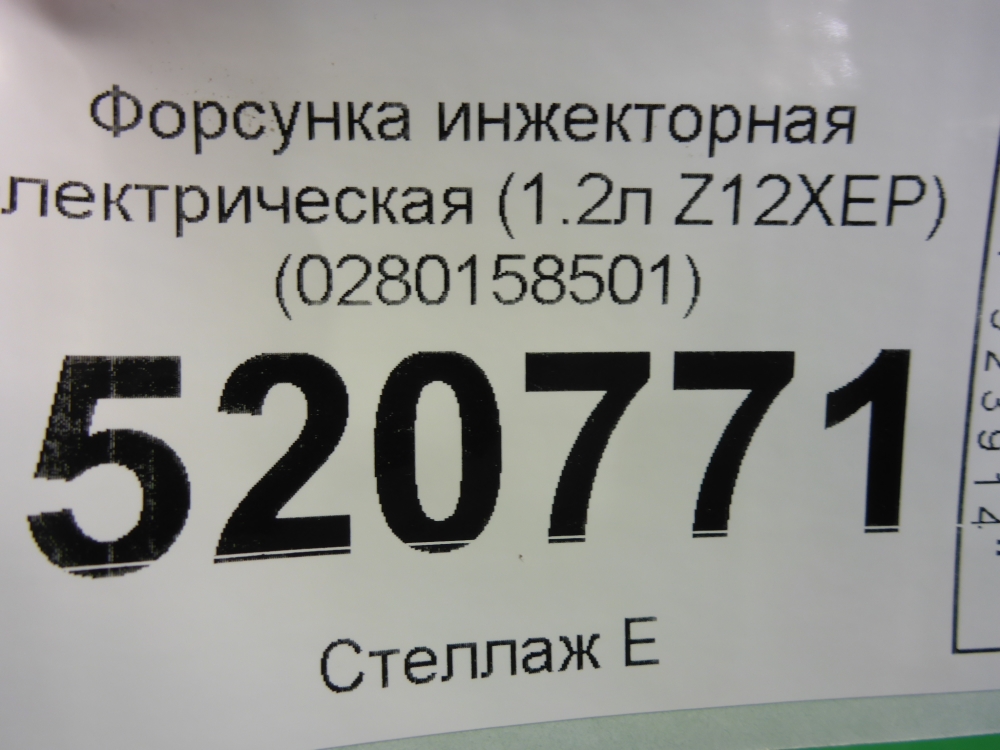 Форсунка инжекторная
лектрическая (1.2л Z12XEP)
(0280158501)
520771
Стеллаж Е